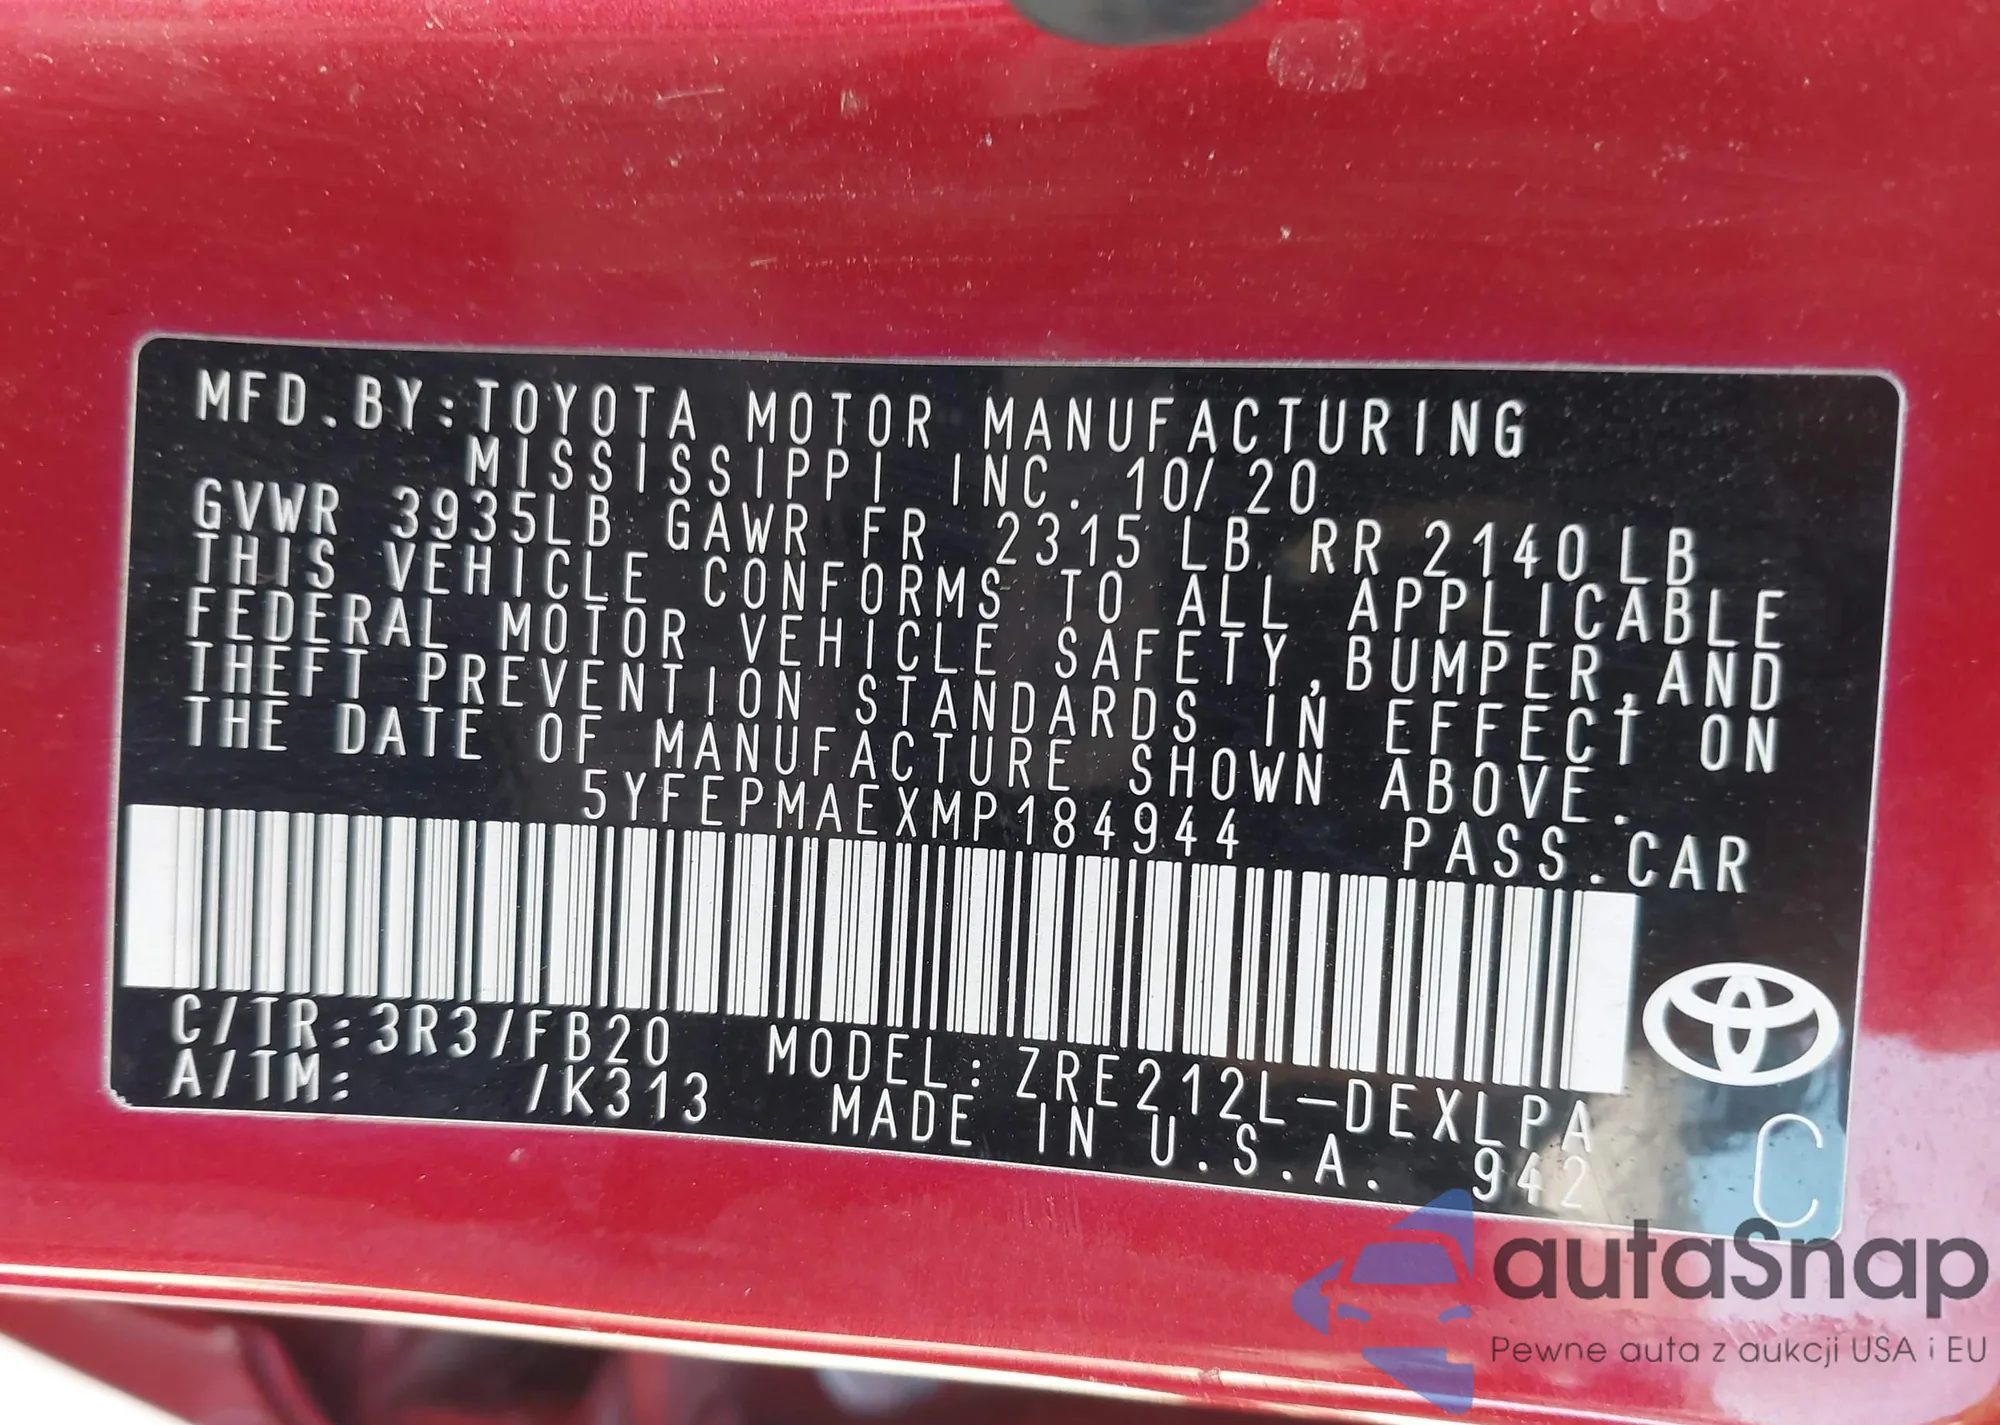 MFD.BY:TOYOTA MOTOR MANUFACTURING
MISSISSIPPI INC. 10/20
GVWR 3935LB GAWR FR 2315LB RR 2140LB
THIS VEHICLE CONFORMS TO ALL APPLICABLE
FEDERAL MOTOR VEHICLE SAFETY,BUMPER,AND
THEFT PREVENTION STANDARDS IN EFFECT ON
THE DATE OF MANUFACTURE SHOWN ABOVE.
5YFEPMAEXMP184944 PASS.CAR
C/TR:3R3/FB20 MODEL:ZRE212L-DEXLPA
A/TM: /K313 MADE IN U.S.A. 942
C
autaSnap
Pewne auta z aukcji USA i EU